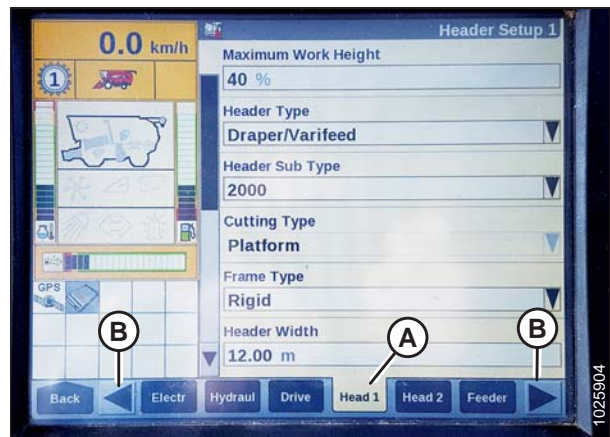 0.0 km/h
Header Setup 1
1
Maximum Work Height
40 %
Header Type
Draper/Varifeed
Header Sub Type
2000
Cutting Type
Platform
Frame Type
Rigid
Header Width
12.00 m
GPS
B
A
B
Back
Electr
Hydraul
Drive
Head 1
Head 2
Feeder
1025904